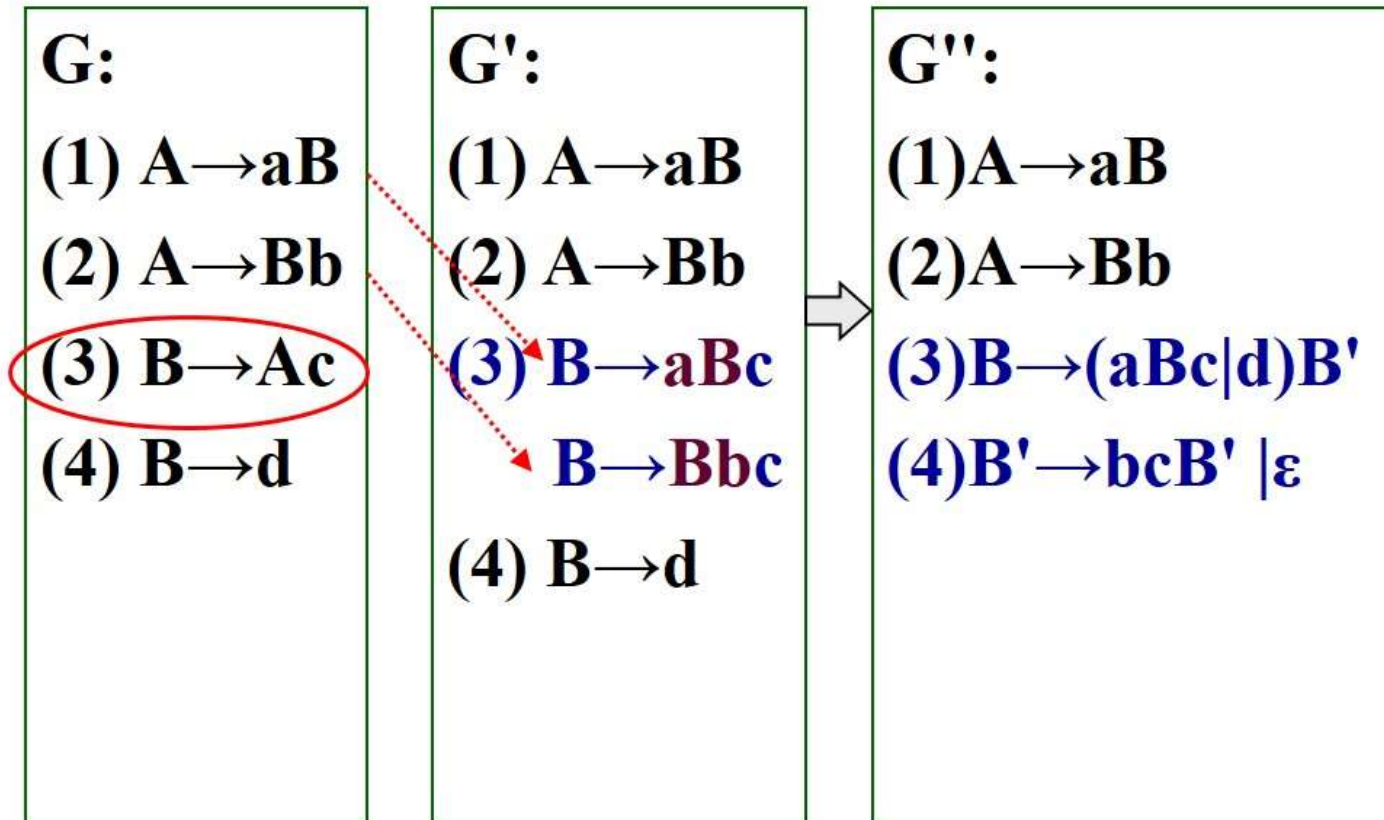 G:
(1) A→aB
(2) A→Bb
(3) B→Ac
(4) B→d
G':
(1) A→aB
(2) A→Bb
(3) B→aBc
B→Bbc
(4) B→d
G'':
(1)A→aB
(2)A→Bb
(3)B→(aBc|d)B'
(4)B'→bcB' |ε